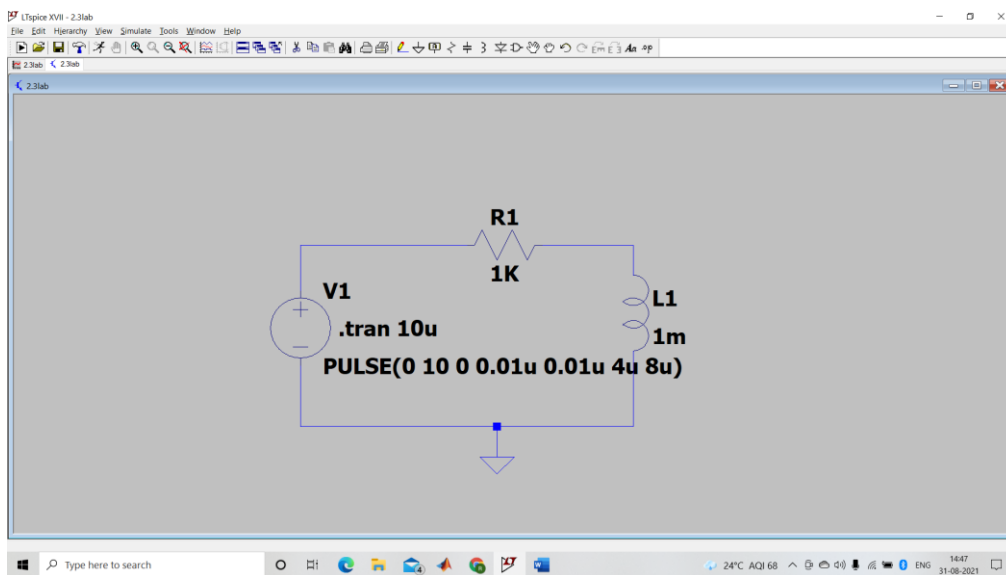 LTspice XVII - 2.3lab
File Edit Hierarchy View Simulate Tools Window Help
2.3lab 2.3lab
2.3lab
R1
1K
V1
L1
.tran 10u
1m
PULSE(0 10 0 0.01u 0.01u 4u 8u)
Type here to search
24°C AQI 68
ENG
14:47
31-08-2021